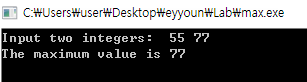 C:₩Users₩user₩Desktop₩eyyoun₩Lab₩max.exe
Input two integers:  55 77
The maximum value is 77